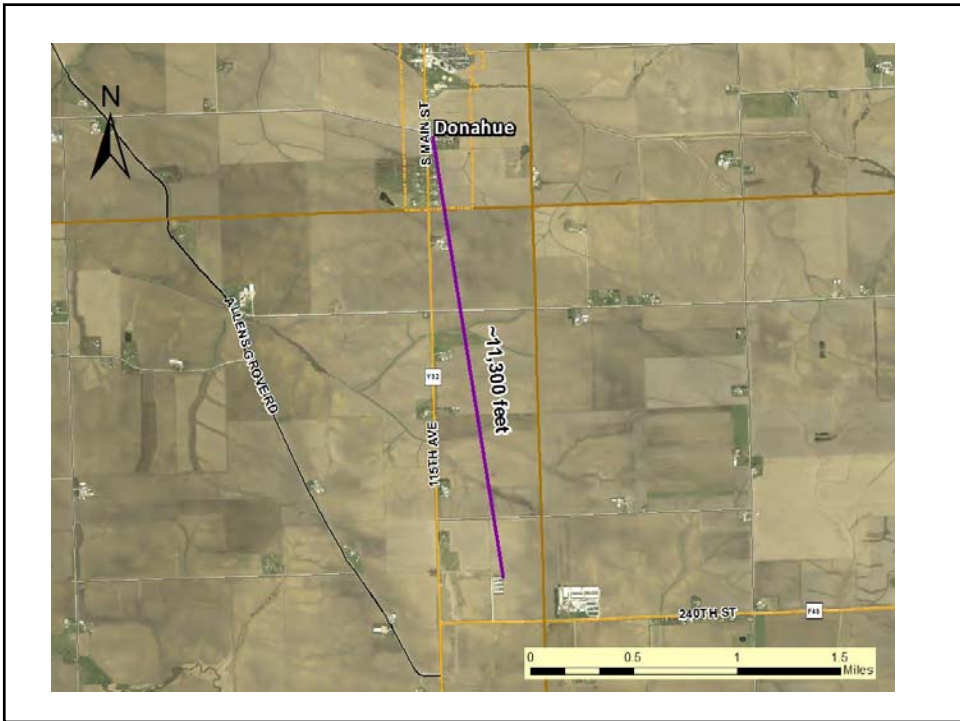 N
S MAIN ST
Donahue
ALLENS GROVE RD
~11,300 feet
Y52
115TH AVE
240TH ST
F45
0 0.5 1 1.5
Miles